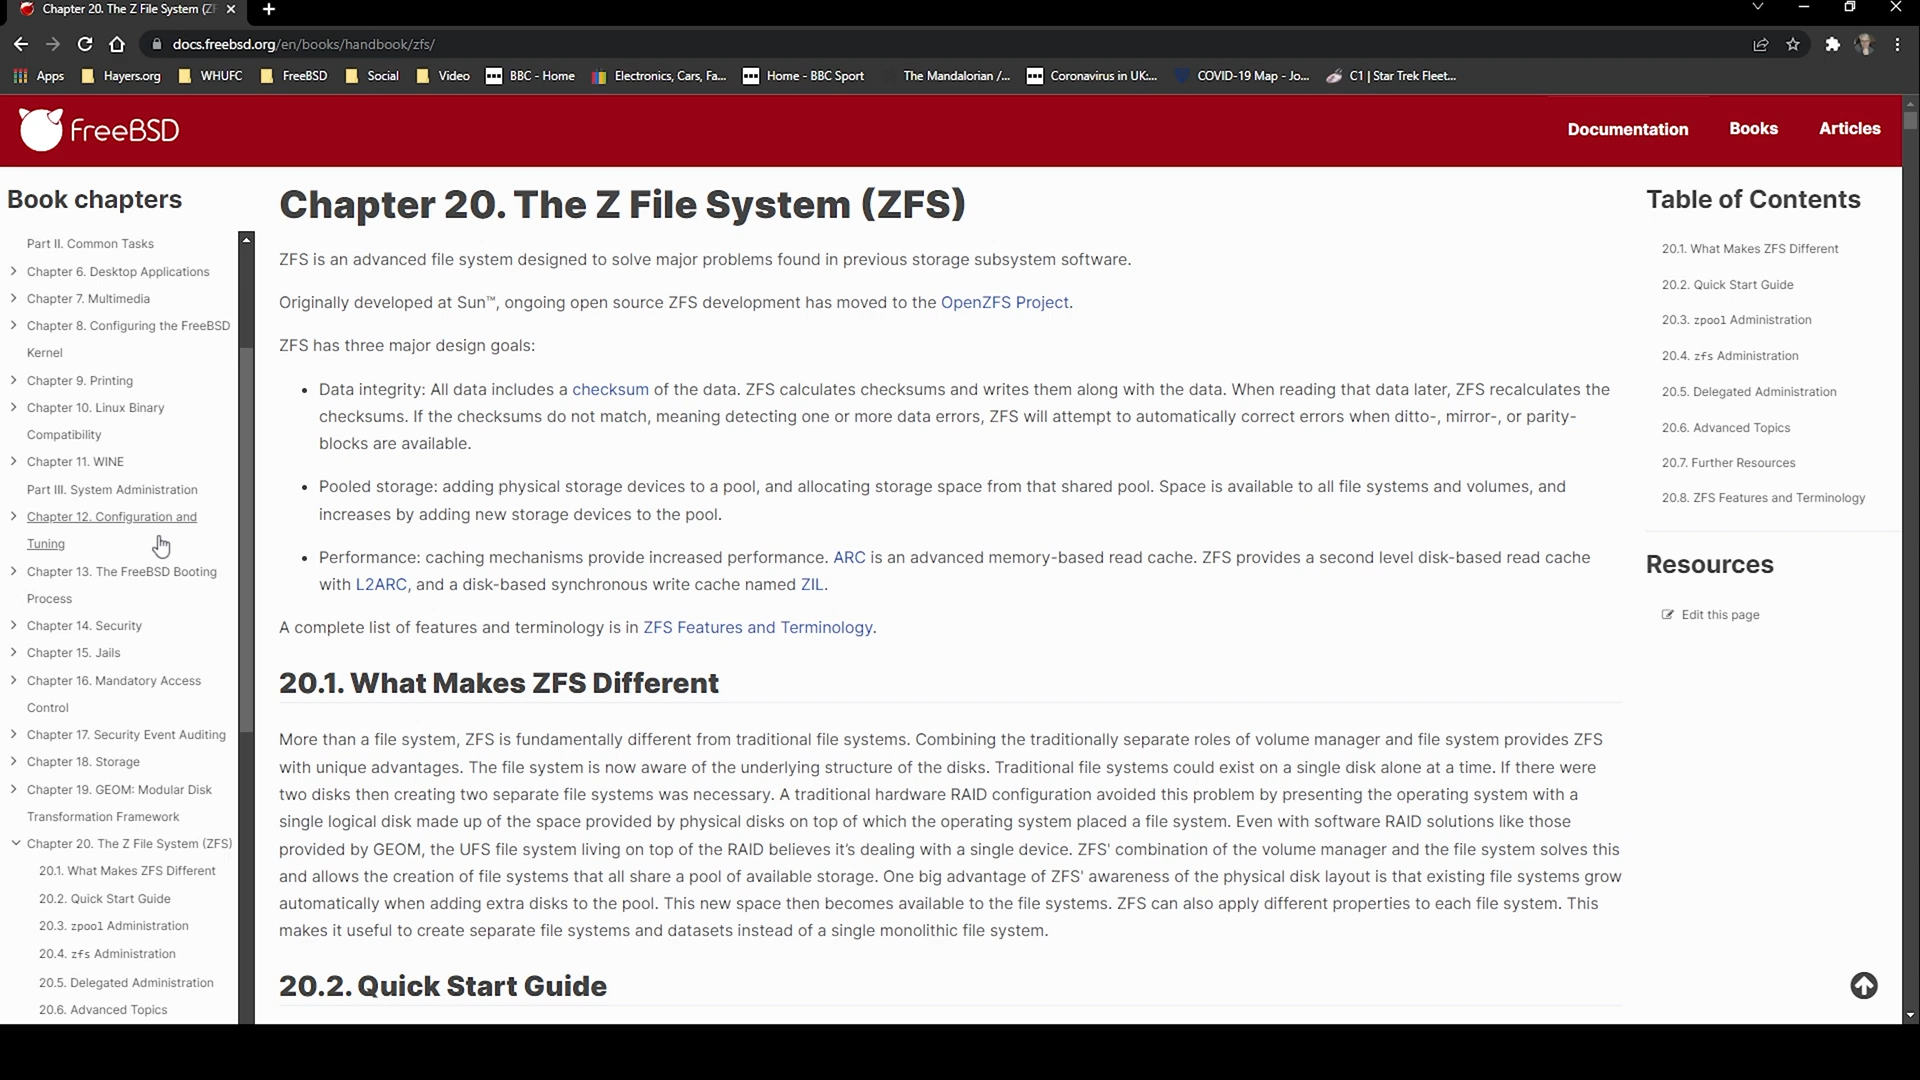 Chapter 20. The Z File System (ZF
docs.freebsd.org/en/books/handbook/zfs/
Apps Hayers.org WHUFC FreeBSD Social Video BBC - Home Electronics, Cars, Fa... Home - BBC Sport The Mandalorian /... Coronavirus in UK:... COVID-19 Map - Jo... C1 | Star Trek Fleet...
FreeBSD
Documentation Books Articles
Book chapters
Part II. Common Tasks
Chapter 6. Desktop Applications
Chapter 7. Multimedia
Chapter 8. Configuring the FreeBSD
Kernel
Chapter 9. Printing
Chapter 10. Linux Binary
Compatibility
Chapter 11. WINE
Part III. System Administration
Chapter 12. Configuration and
Tuning
Chapter 13. The FreeBSD Booting
Process
Chapter 14. Security
Chapter 15. Jails
Chapter 16. Mandatory Access
Control
Chapter 17. Security Event Auditing
Chapter 18. Storage
Chapter 19. GEOM: Modular Disk
Transformation Framework
Chapter 20. The Z File System (ZFS)
20.1. What Makes ZFS Different
20.2. Quick Start Guide
20.3. zpool Administration
20.4. zfs Administration
20.5. Delegated Administration
20.6. Advanced Topics
Chapter 20. The Z File System (ZFS)
ZFS is an advanced file system designed to solve major problems found in previous storage subsystem software.
Originally developed at Sun™, ongoing open source ZFS development has moved to the OpenZFS Project.
ZFS has three major design goals:
• Data integrity: All data includes a checksum of the data. ZFS calculates checksums and writes them along with the data. When reading that data later, ZFS recalculates the
checksums. If the checksums do not match, meaning detecting one or more data errors, ZFS will attempt to automatically correct errors when ditto-, mirror-, or parity-
blocks are available.
• Pooled storage: adding physical storage devices to a pool, and allocating storage space from that shared pool. Space is available to all file systems and volumes, and
increases by adding new storage devices to the pool.
• Performance: caching mechanisms provide increased performance. ARC is an advanced memory-based read cache. ZFS provides a second level disk-based read cache
with L2ARC, and a disk-based synchronous write cache named ZIL.
A complete list of features and terminology is in ZFS Features and Terminology.
20.1. What Makes ZFS Different
More than a file system, ZFS is fundamentally different from traditional file systems. Combining the traditionally separate roles of volume manager and file system provides ZFS
with unique advantages. The file system is now aware of the underlying structure of the disks. Traditional file systems could exist on a single disk alone at a time. If there were
two disks then creating two separate file systems was necessary. A traditional hardware RAID configuration avoided this problem by presenting the operating system with a
single logical disk made up of the space provided by physical disks on top of which the operating system placed a file system. Even with software RAID solutions like those
provided by GEOM, the UFS file system living on top of the RAID believes it's dealing with a single device. ZFS' combination of the volume manager and the file system solves this
and allows the creation of file systems that all share a pool of available storage. One big advantage of ZFS' awareness of the physical disk layout is that existing file systems grow
automatically when adding extra disks to the pool. This new space then becomes available to the file systems. ZFS can also apply different properties to each file system. This
makes it useful to create separate file systems and datasets instead of a single monolithic file system.
20.2. Quick Start Guide
Table of Contents
20.1. What Makes ZFS Different
20.2. Quick Start Guide
20.3. zpool Administration
20.4. zfs Administration
20.5. Delegated Administration
20.6. Advanced Topics
20.7. Further Resources
20.8. ZFS Features and Terminology
Resources
Edit this page